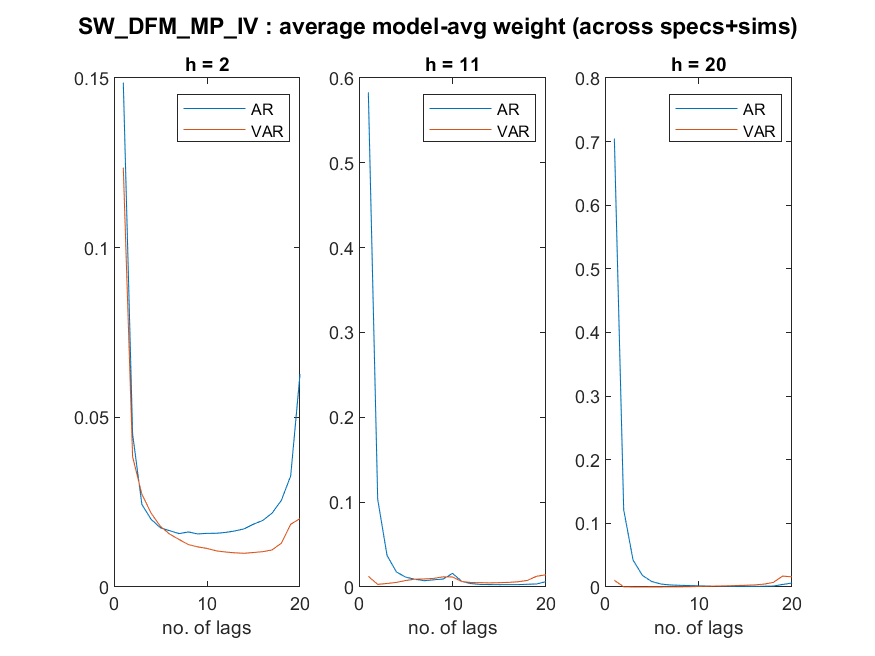 SW_DFM_MP_IV : average model-avg weight (across specs+sims)
h = 2
0.15
0.1
0.05
0
0
10
20
AR
VAR
no. of lags
h = 11
0.6
0.5
0.4
0.3
0.2
0.1
0
0
10
20
AR
VAR
no. of lags
h = 20
0.8
0.7
0.6
0.5
0.4
0.3
0.2
0.1
0
0
10
20
AR
VAR
no. of lags